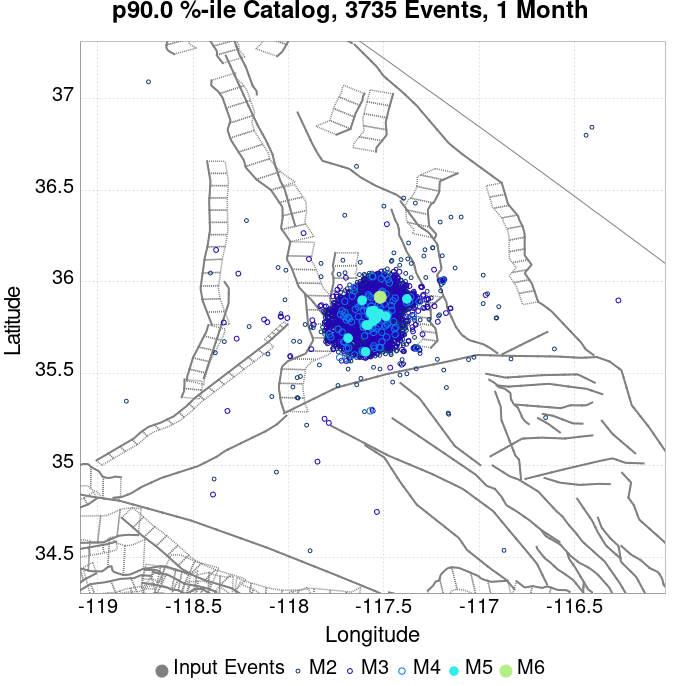 p90.0 %-ile Catalog, 3735 Events, 1 Month
37
36.5
36
35.5
35
34.5
Latitude
-119
-118.5
-118
-117.5
-117
-116.5
Longitude
Input Events
M2
M3
M4
M5
M6